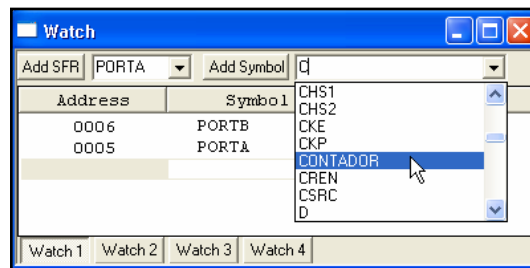 Watch
Add SFR PORTA Add Symbol C
Address Symbol
0006 PORTB
0005 PORTA
CHS1
CHS2
CKE
CKP
CONTADOR
CREN
CSRC
D
Watch 1 Watch 2 Watch 3 Watch 4